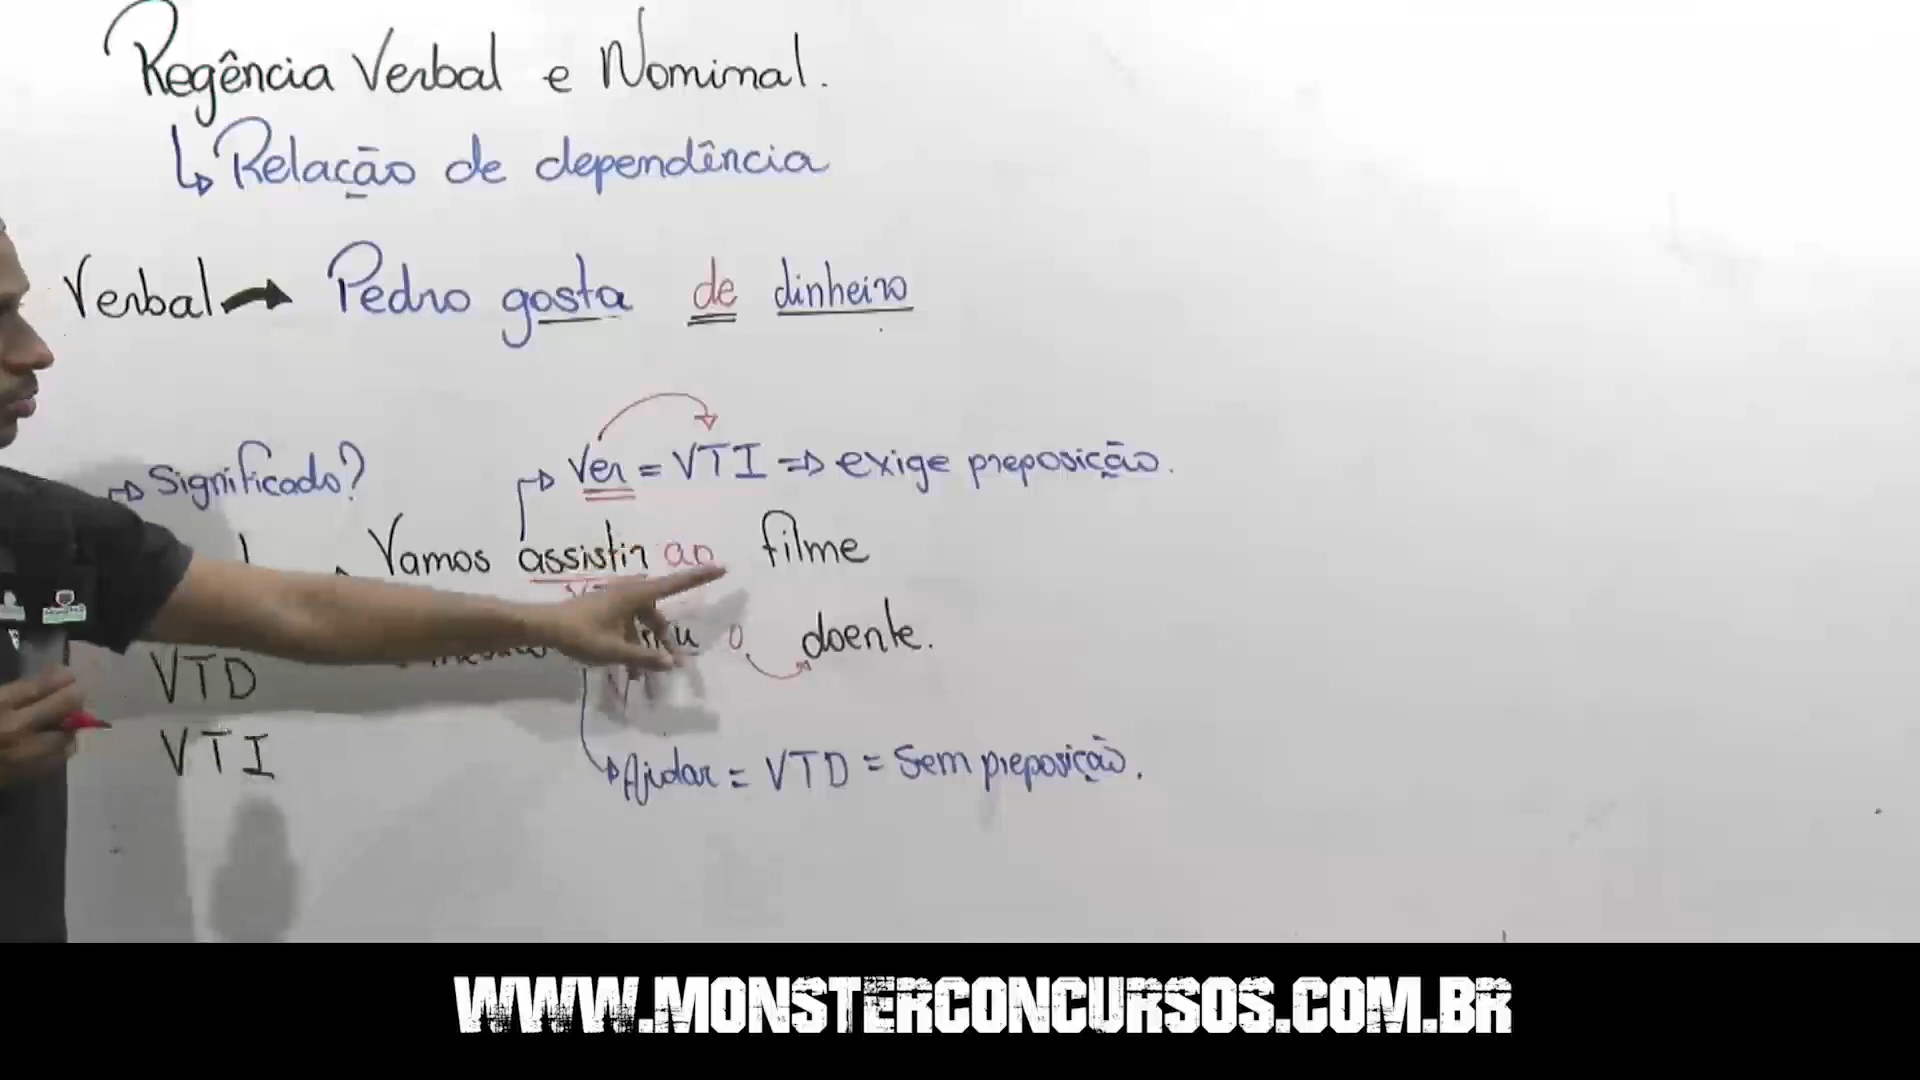 Regência Verbal e Nominal.
Relação de dependência
Verbal Pedro gosta de dinheiro
Significado?
Ver = VTI => exige preposição.
Vamos assistir ao filme
o doente.
VTD
VTI
Ajudar = VTD = Sem preposição.
WWW.MONSTERCONCURSOS.COM.BR